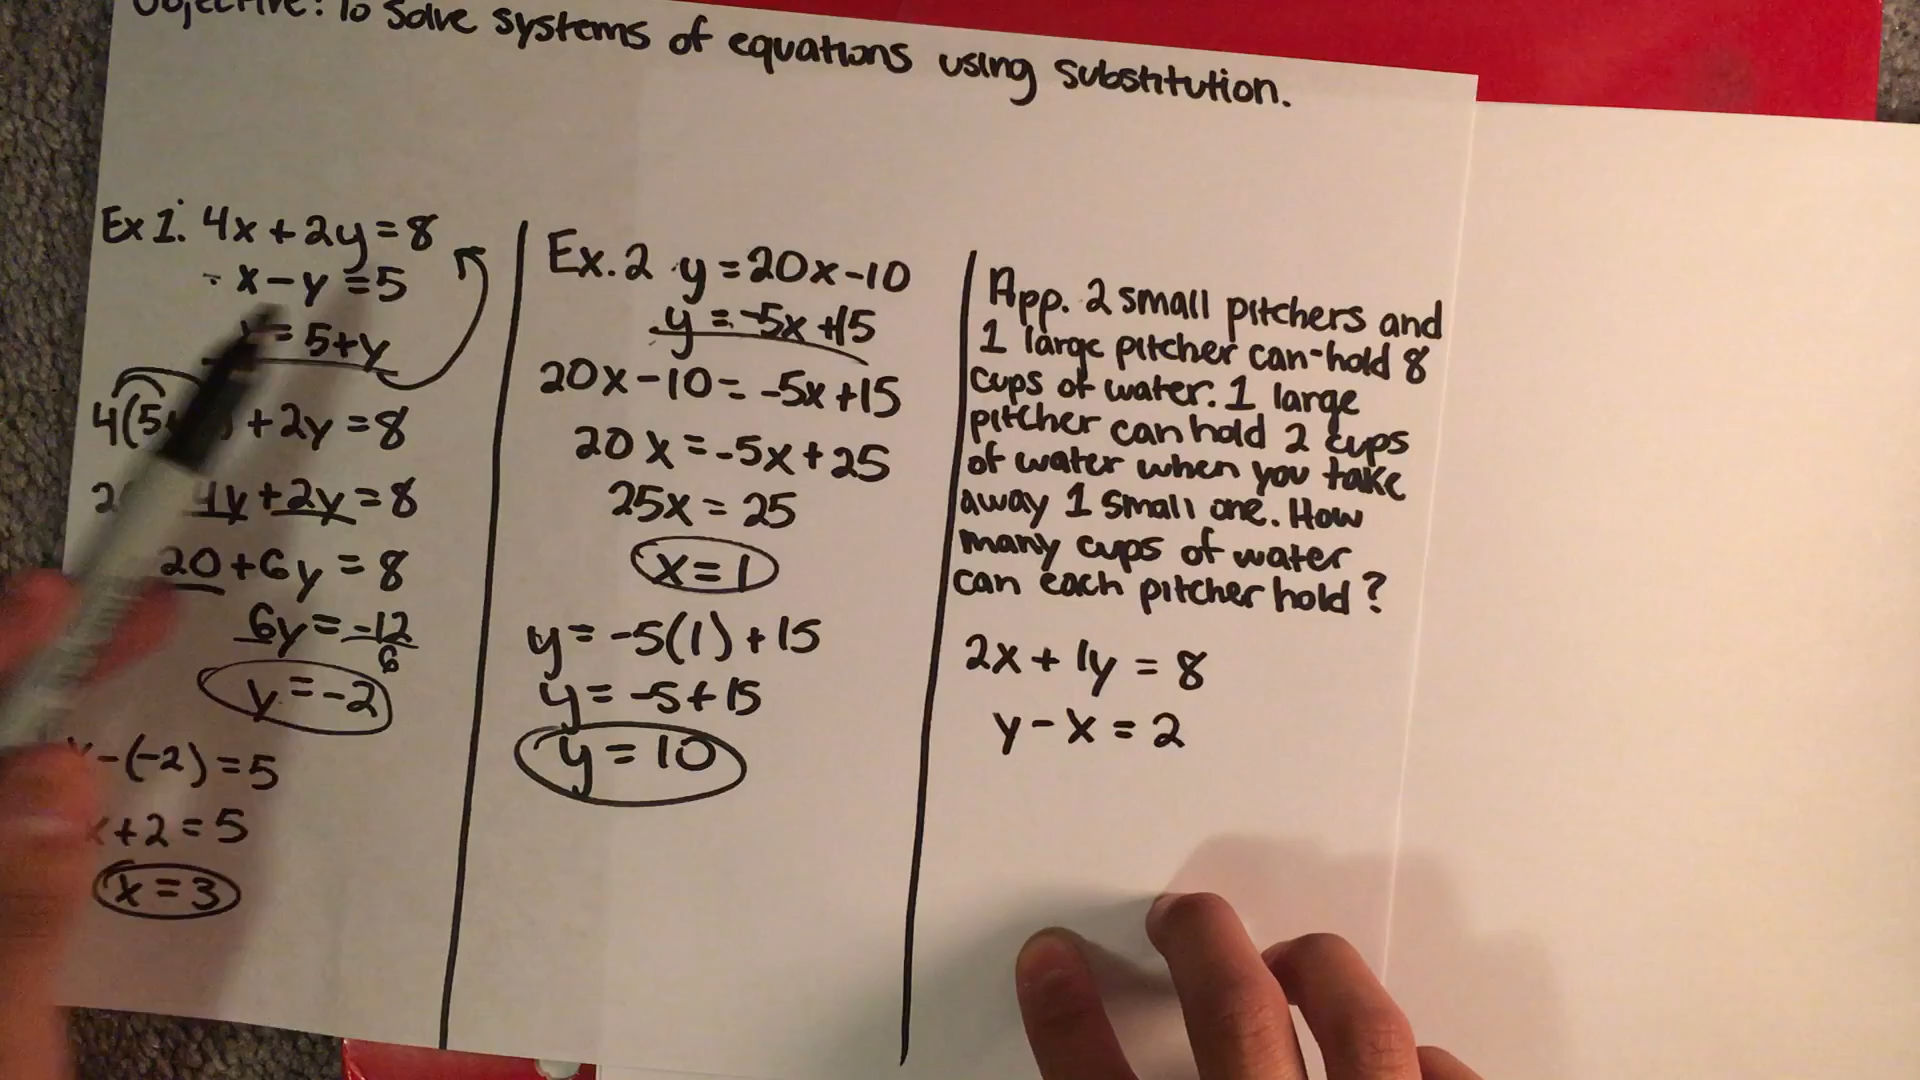 Objective: To solve systems of equations using substitution.
Ex 1: 4x + 2y = 8
x - y = 5
= 5+y
4(5 + 2y = 8
4y + 2y = 8
20 + 6y = 8
6y = -12
6
y = -2
-(-2) = 5
x + 2 = 5
x = 3
Ex. 2 y = 20x - 10
y = -5x + 15
20x - 10 = -5x + 15
20x = -5x + 25
25x = 25
x = 1
y = -5(1) + 15
y = -5 + 15
y = 10
App. 2 small pitchers and
1 large pitcher can hold 8
cups of water. 1 large
pitcher can hold 2 cups
of water when you take
away 1 small one. How
many cups of water
can each pitcher hold?
2x + 1y = 8
y - x = 2